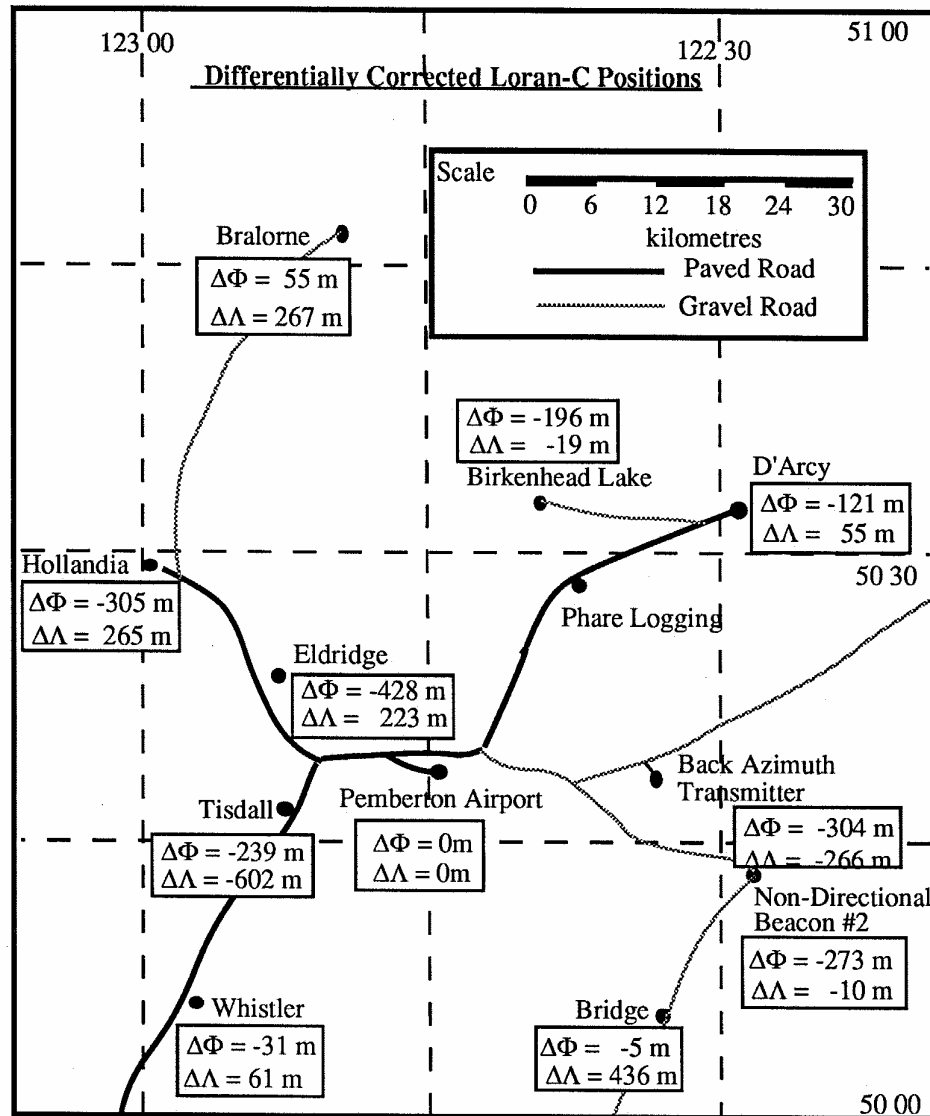 123 00
122 30
51 00
Differentially Corrected Loran-C Positions
Scale
0 6 12 18 24 30
kilometres
Paved Road
Gravel Road
Bralorne
ΔΦ = 55 m
ΔΛ = 267 m
ΔΦ = -196 m
ΔΛ = -19 m
Birkenhead Lake
D'Arcy
ΔΦ = -121 m
ΔΛ = 55 m
Hollandia
ΔΦ = -305 m
ΔΛ = 265 m
50 30
Phare Logging
Eldridge
ΔΦ = -428 m
ΔΛ = 223 m
Back Azimuth
Transmitter
ΔΦ = -304 m
ΔΛ = -266 m
Pemberton Airport
ΔΦ = 0m
ΔΛ = 0m
Tisdall
ΔΦ = -239 m
ΔΛ = -602 m
Non-Directional
Beacon #2
ΔΦ = -273 m
ΔΛ = -10 m
Whistler
ΔΦ = -31 m
ΔΛ = 61 m
Bridge
ΔΦ = -5 m
ΔΛ = 436 m
50 00